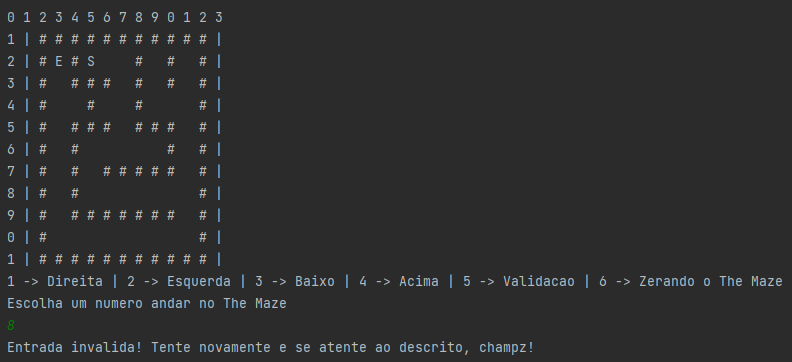 0 1 2 3 4 5 6 7 8 9 0 1 2 3
1 | # # # # # # # # # # # |
2 | # E # S     #   #   # |
3 | #   # # #   #   #   # |
4 | #     #     #       # |
5 | #   # # #   # # #   # |
6 | #   #           #   # |
7 | #   #   # # # # #   # |
8 | #   #               # |
9 | #   # # # # # # #   # |
0 | #                   # |
1 | # # # # # # # # # # # |
1 -> Direita | 2 -> Esquerda | 3 -> Baixo | 4 -> Acima | 5 -> Validacao | 6 -> Zerando o The Maze
Escolha um numero andar no The Maze
8
Entrada invalida! Tente novamente e se atente ao descrito, champz!